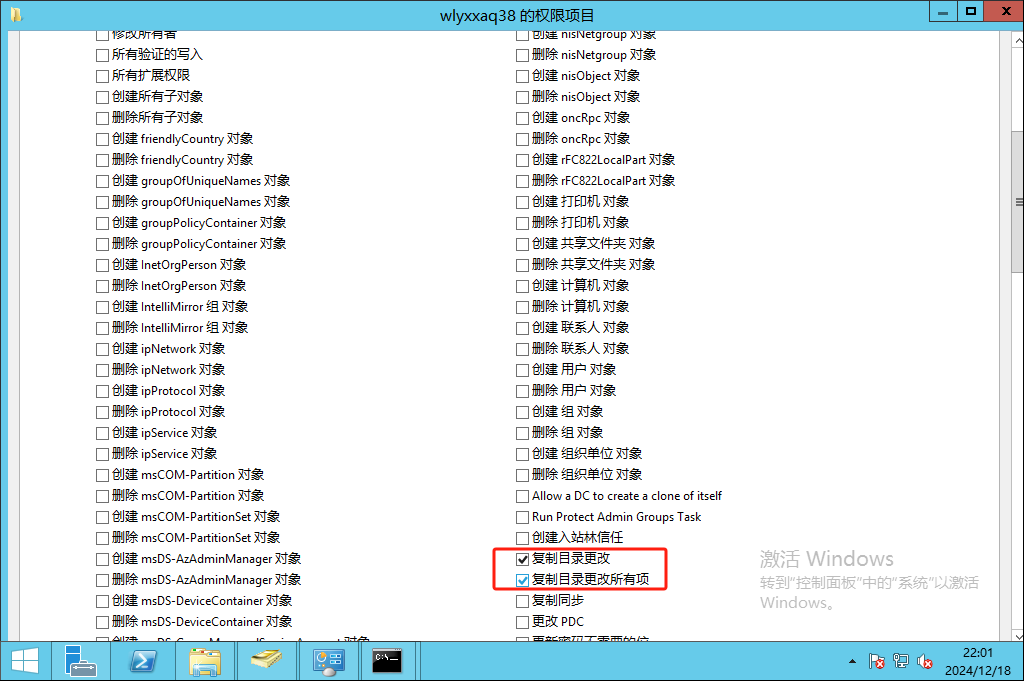 wlyxxaq38 的权限项目
修改所有者
所有验证的写入
所有扩展权限
创建所有子对象
删除所有子对象
创建 friendlyCountry 对象
删除 friendlyCountry 对象
创建 groupOfUniqueNames 对象
删除 groupOfUniqueNames 对象
创建 groupPolicyContainer 对象
删除 groupPolicyContainer 对象
创建 InetOrgPerson 对象
删除 InetOrgPerson 对象
创建 IntelliMirror 组 对象
删除 IntelliMirror 组 对象
创建 ipNetwork 对象
删除 ipNetwork 对象
创建 ipProtocol 对象
删除 ipProtocol 对象
创建 ipService 对象
删除 ipService 对象
创建 msCOM-Partition 对象
删除 msCOM-Partition 对象
创建 msCOM-PartitionSet 对象
删除 msCOM-PartitionSet 对象
创建 msDS-AzAdminManager 对象
删除 msDS-AzAdminManager 对象
创建 msDS-DeviceContainer 对象
删除 msDS-DeviceContainer 对象
创建 msDS-GroupManagedServiceAccount 对象
创建 nisNetgroup 对象
删除 nisNetgroup 对象
创建 nisObject 对象
删除 nisObject 对象
创建 oncRpc 对象
删除 oncRpc 对象
创建 rFC822LocalPart 对象
删除 rFC822LocalPart 对象
创建 打印机 对象
删除 打印机 对象
创建 共享文件夹 对象
删除 共享文件夹 对象
创建 计算机 对象
删除 计算机 对象
创建 联系人 对象
删除 联系人 对象
创建 用户 对象
删除 用户 对象
创建 组 对象
删除 组 对象
创建 组织单位 对象
删除 组织单位 对象
Allow a DC to create a clone of itself
Run Protect Admin Groups Task
创建入站林信任
复制目录更改
复制目录更改所有项
复制同步
更改 PDC
更新密码不需要的位
激活 Windows
转到"控制面板"中的"系统"以激活
Windows。
22:01
2024/12/18